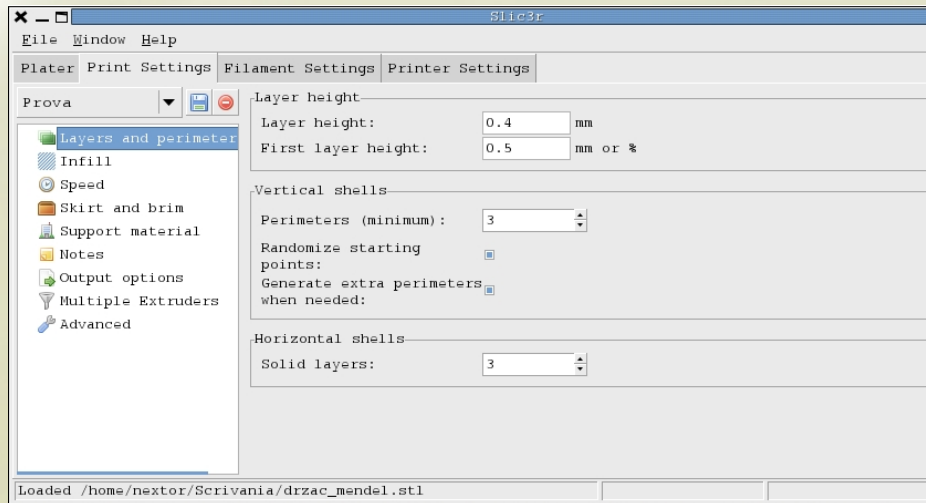 Slic3r
File Window Help
Plater Print Settings Filament Settings Printer Settings
Prova
Layers and perimeter
Infill
Speed
Skirt and brim
Support material
Notes
Output options
Multiple Extruders
Advanced
Layer height
Layer height: 0.4 mm
First layer height: 0.5 mm or %
Vertical shells
Perimeters (minimum): 3
Randomize starting
points:
Generate extra perimeters
when needed:
Horizontal shells
Solid layers: 3
Loaded /home/nextor/Scrivania/drzac_mendel.stl